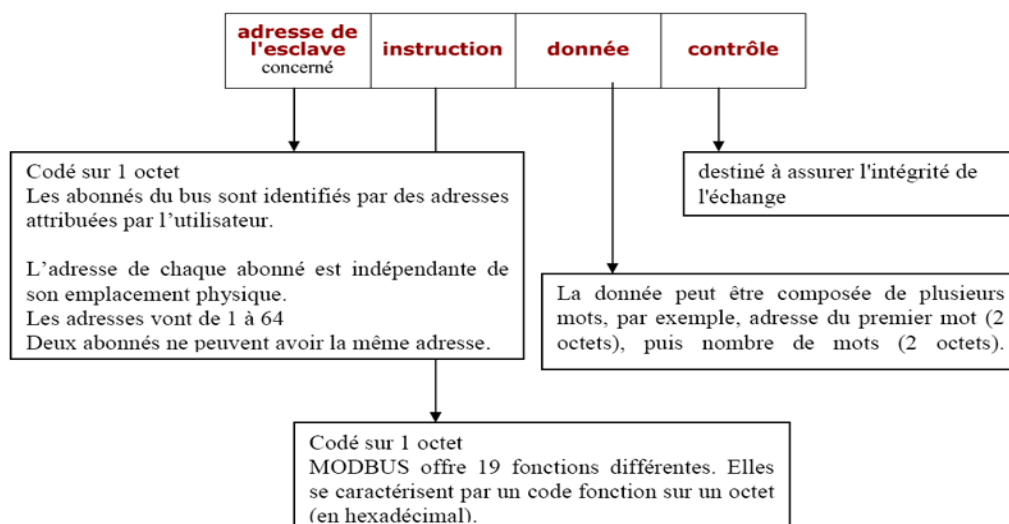 adresse de
l'esclave
concerné
instruction
donnée
contrôle
Codé sur 1 octet
Les abonnés du bus sont identifiés par des adresses
attribuées par l’utilisateur.
L’adresse de chaque abonné est indépendante de
son emplacement physique.
Les adresses vont de 1 à 64
Deux abonnés ne peuvent avoir la même adresse.
destiné à assurer l'intégrité de
l'échange
La donnée peut être composée de plusieurs
mots, par exemple, adresse du premier mot (2
octets), puis nombre de mots (2 octets).
Codé sur 1 octet
MODBUS offre 19 fonctions différentes. Elles
se caractérisent par un code fonction sur un octet
(en hexadécimal).